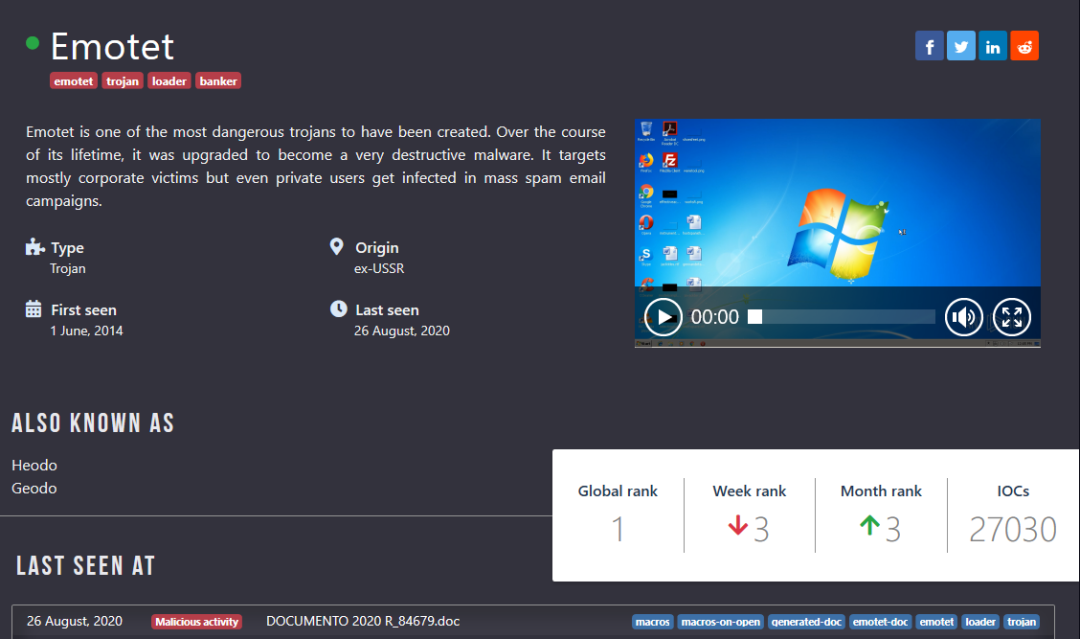 Emotet
emotet trojan loader banker
Emotet is one of the most dangerous trojans to have been created. Over the course
of its lifetime, it was upgraded to become a very destructive malware. It targets
mostly corporate victims but even private users get infected in mass spam email
campaigns.
Type
Trojan
Origin
ex-USSR
First seen
1 June, 2014
Last seen
26 August, 2020
00:00
ALSO KNOWN AS
Heodo
Geodo
Global rank
1
Week rank
3
Month rank
3
IOCs
27030
LAST SEEN AT
26 August, 2020 Malicious activity DOCUMENTO 2020 R_84679.doc macros macros-on-open generated-doc emotet-doc emotet loader trojan